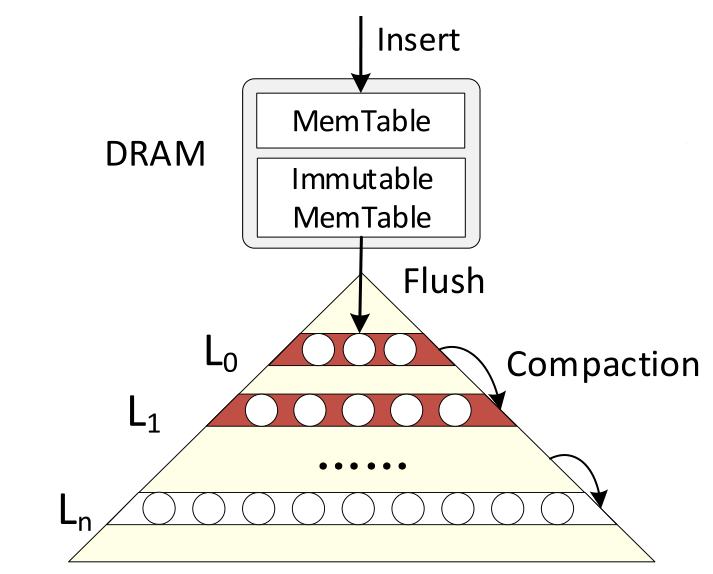 Insert
MemTable
DRAM
Immutable
MemTable
Flush
L0
Compaction
L1
......
Ln